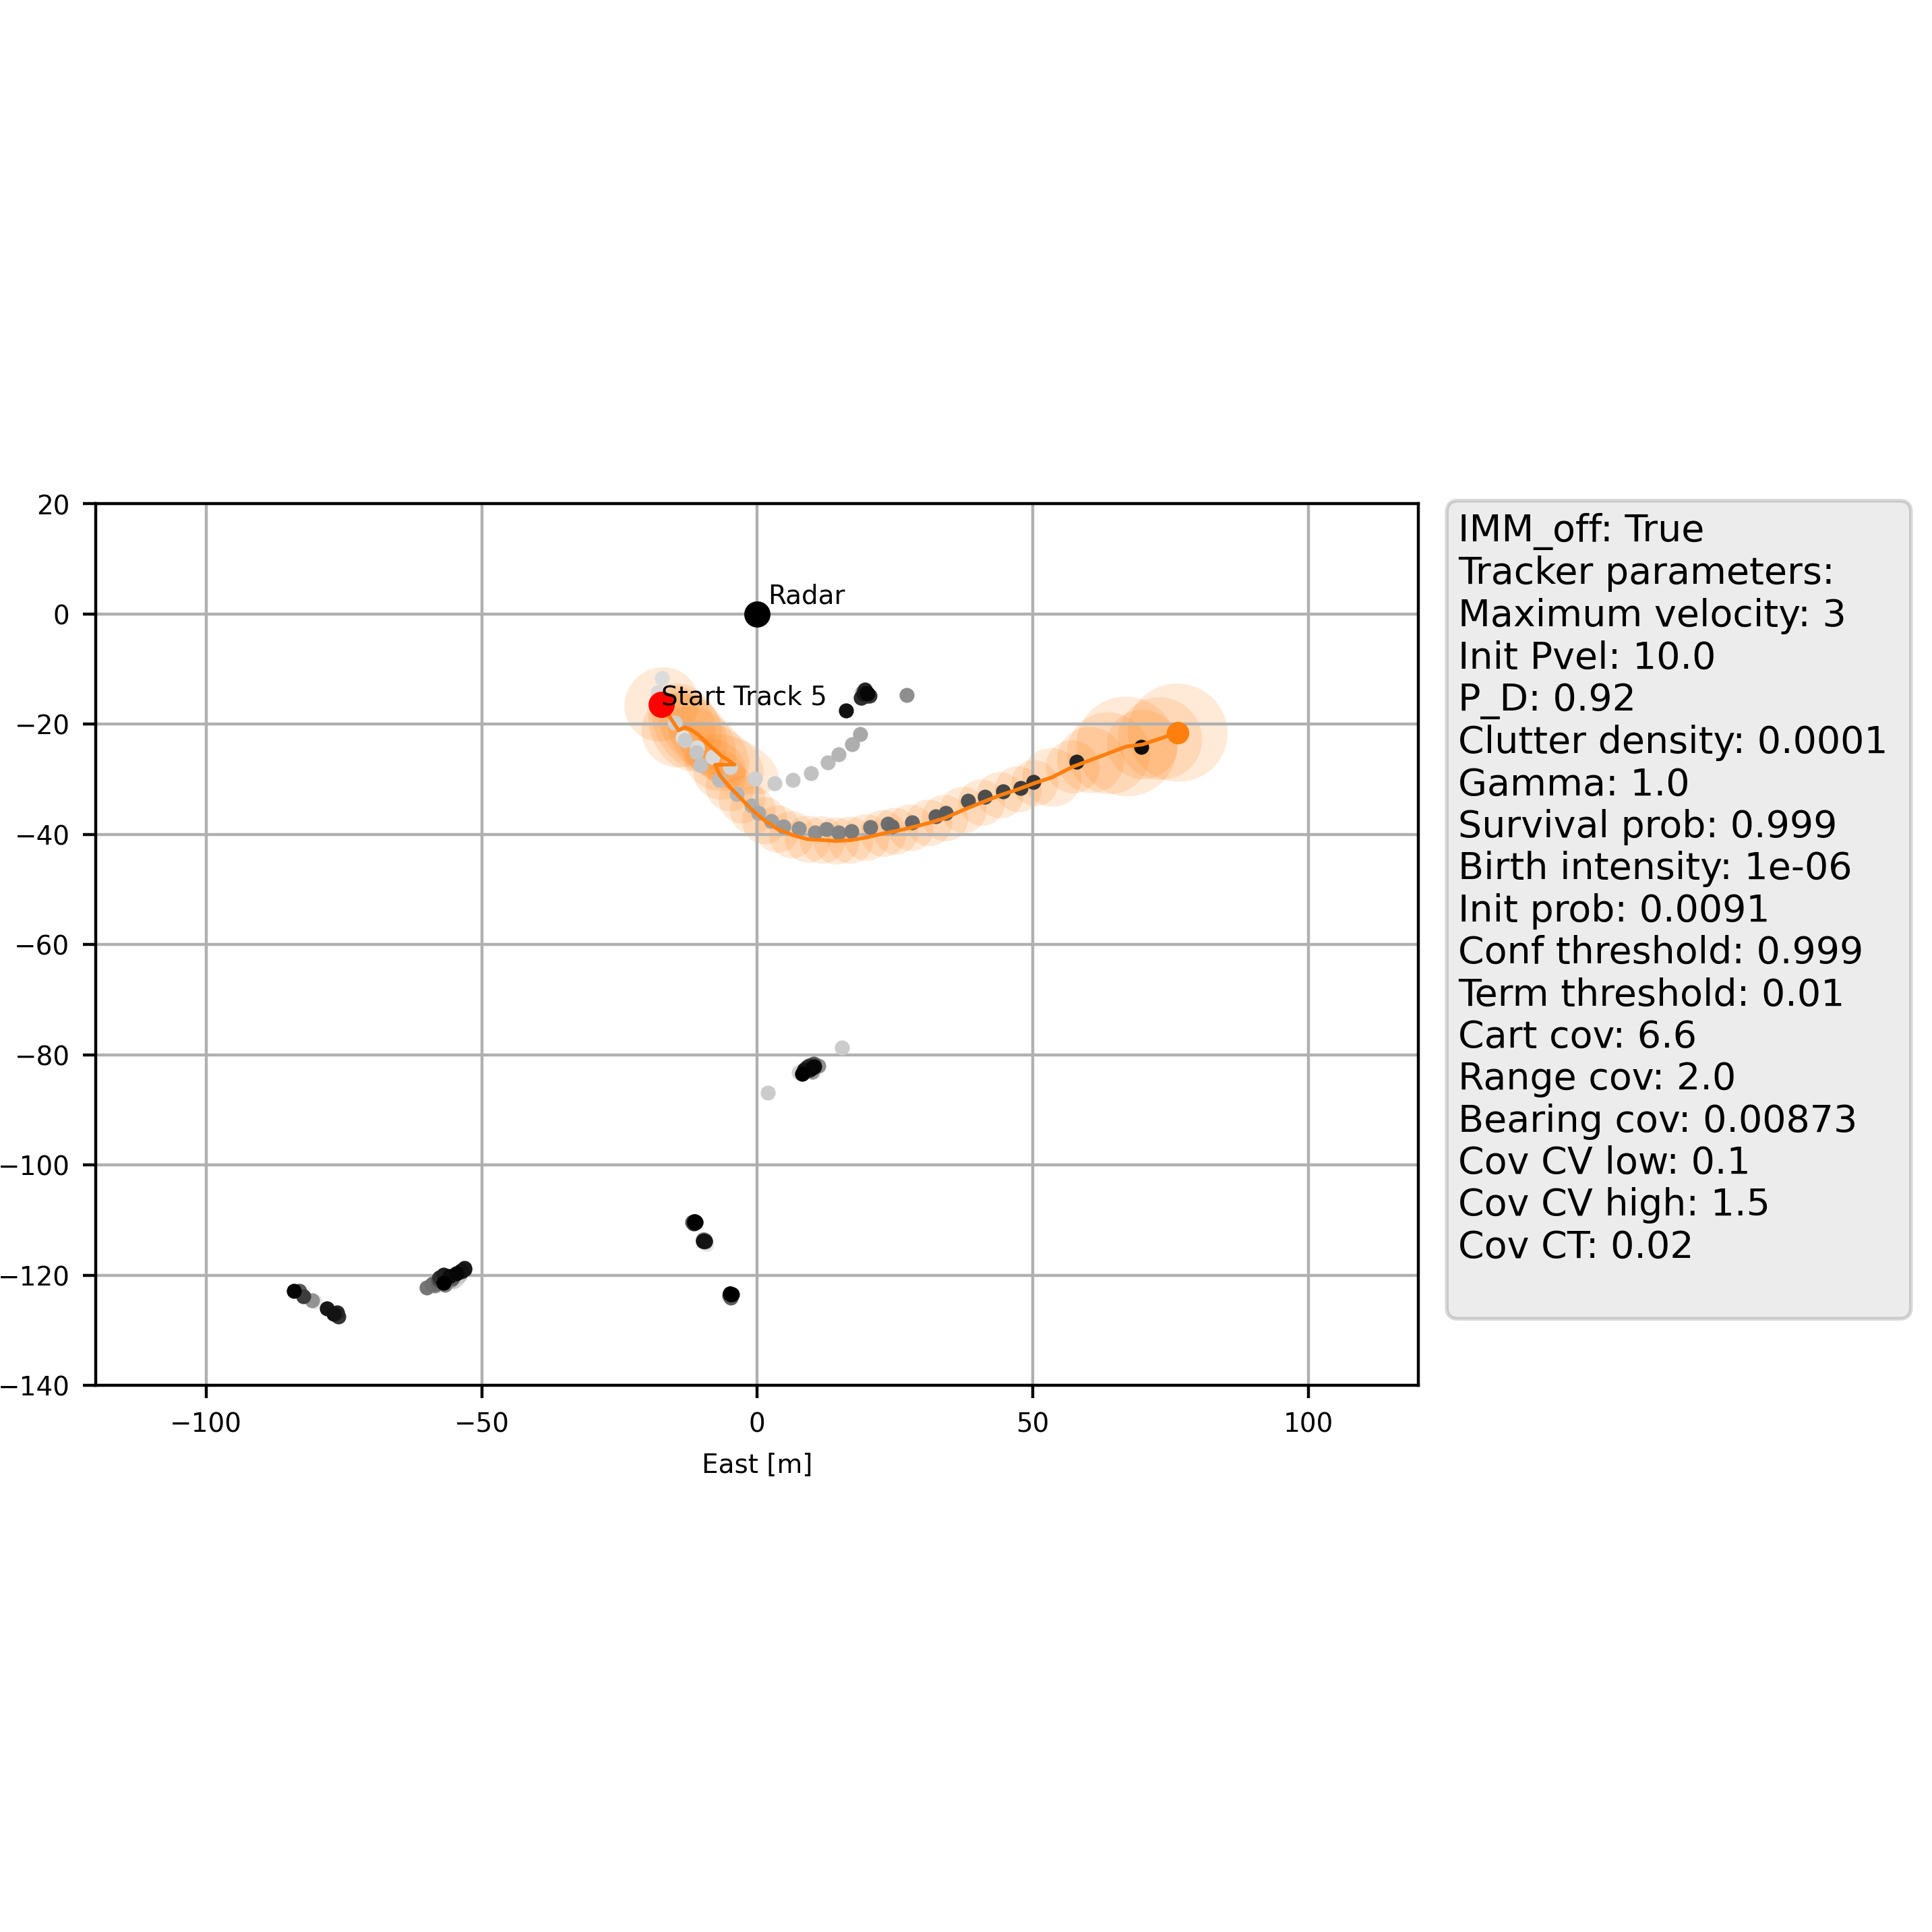 20
0
−20
−40
−60
−80
−100
−120
−140
Radar
Start Track 5
−100
−50
0
50
100
East [m]
IMM_off: True
Tracker parameters:
Maximum velocity: 3
Init Pvel: 10.0
P_D: 0.92
Clutter density: 0.0001
Gamma: 1.0
Survival prob: 0.999
Birth intensity: 1e-06
Init prob: 0.0091
Conf threshold: 0.999
Term threshold: 0.01
Cart cov: 6.6
Range cov: 2.0
Bearing cov: 0.00873
Cov CV low: 0.1
Cov CV high: 1.5
Cov CT: 0.02